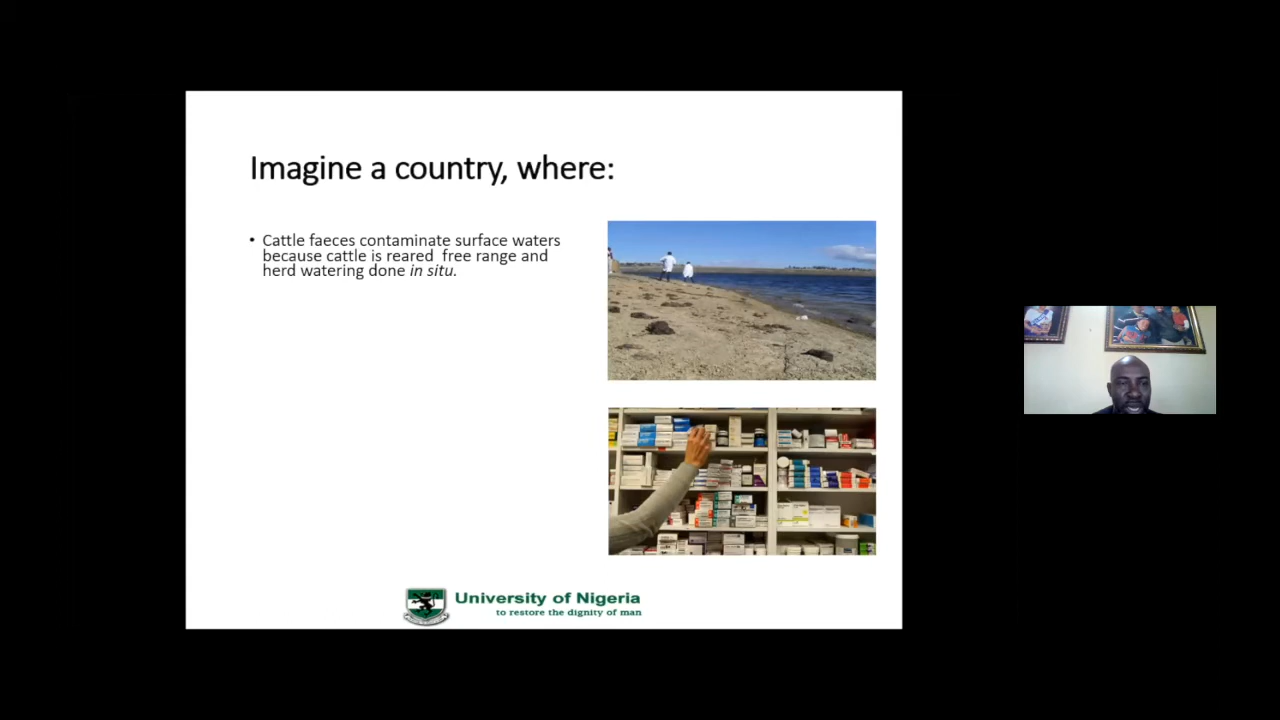 Imagine a country, where:
• Cattle faeces contaminate surface waters
because cattle is reared  free range and
herd watering done in situ.
University of Nigeria
to restore the dignity of man